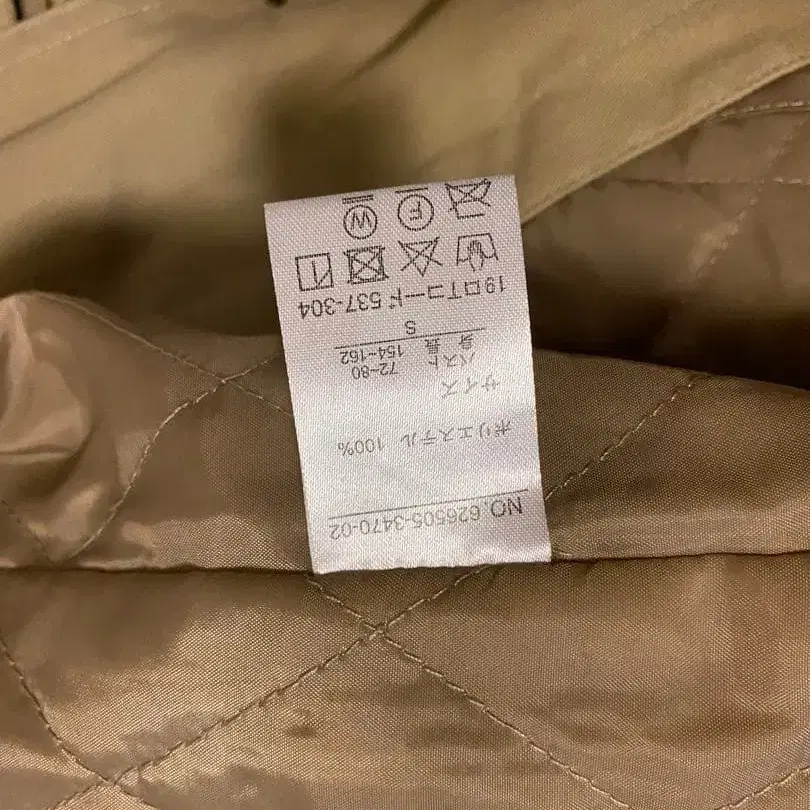 NO. 626505-3470-02
ポリエステル 100%
サイズ
バスト 72-80
身長 154-162
S
19ロTコード 537-304
W F